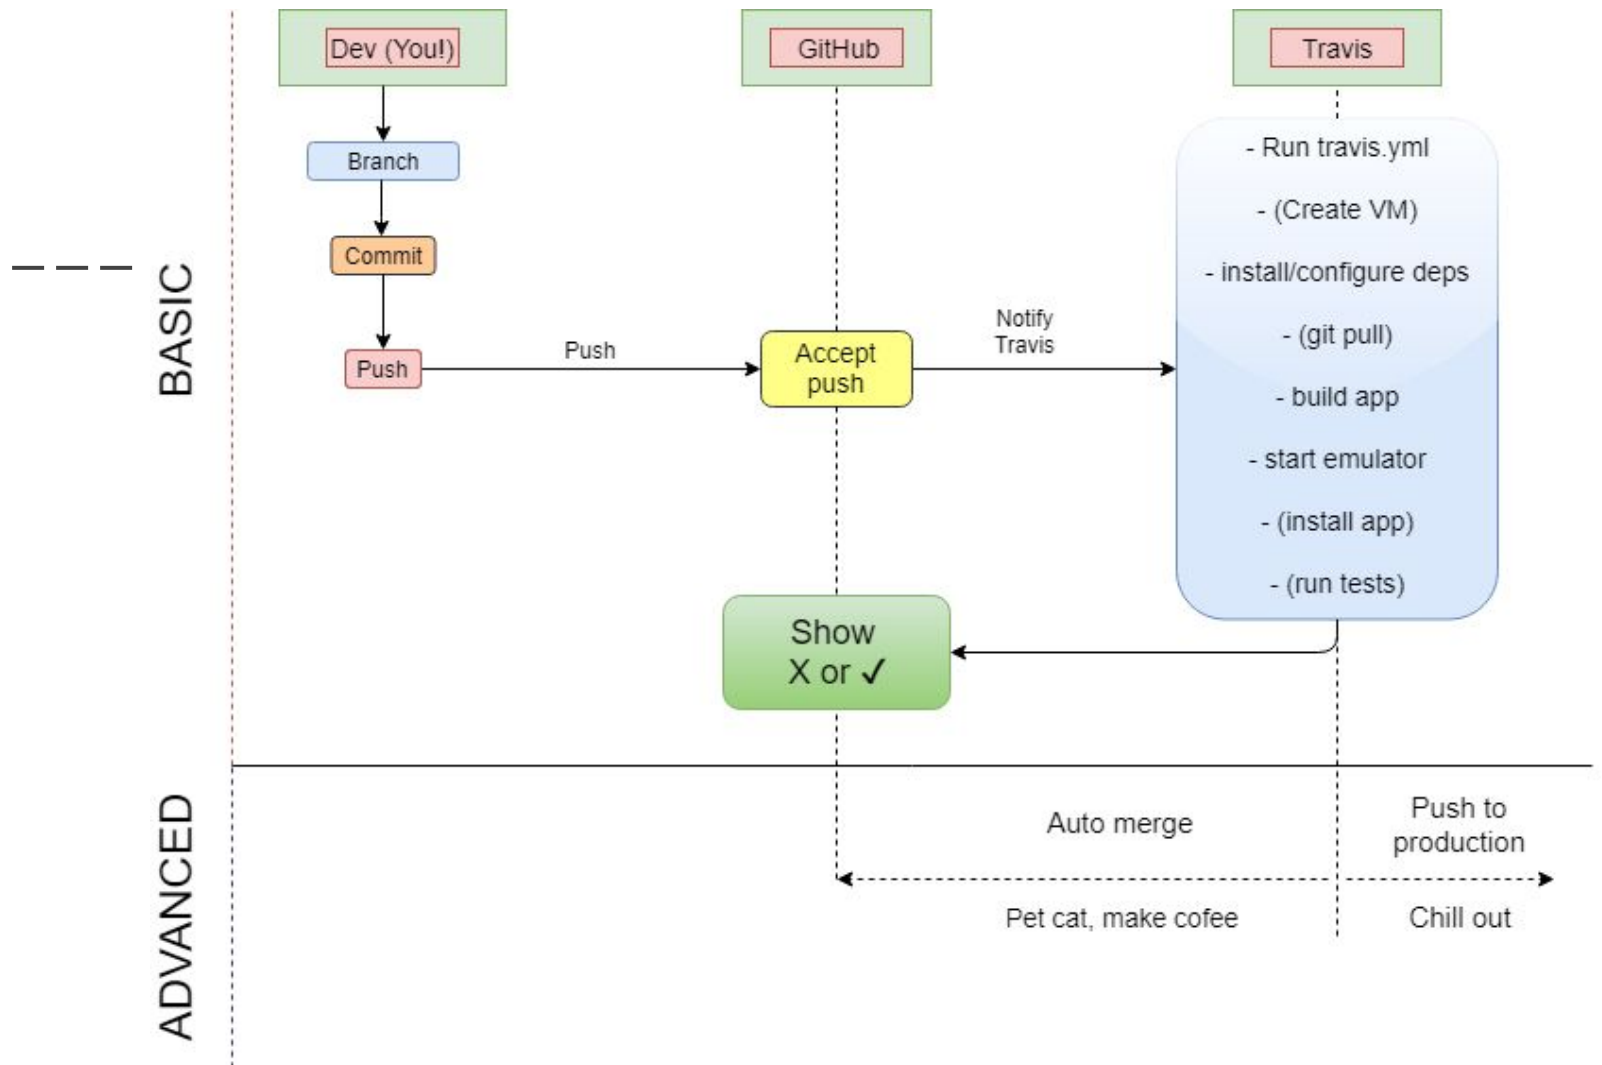 Dev (You!)
GitHub
Travis
BASIC
Branch
Commit
Push
Push
Accept
push
Notify
Travis
- Run travis.yml
- (Create VM)
- install/configure deps
- (git pull)
- build app
- start emulator
- (install app)
- (run tests)
Show
X or ✓
ADVANCED
Auto merge
Push to
production
Pet cat, make cofee
Chill out